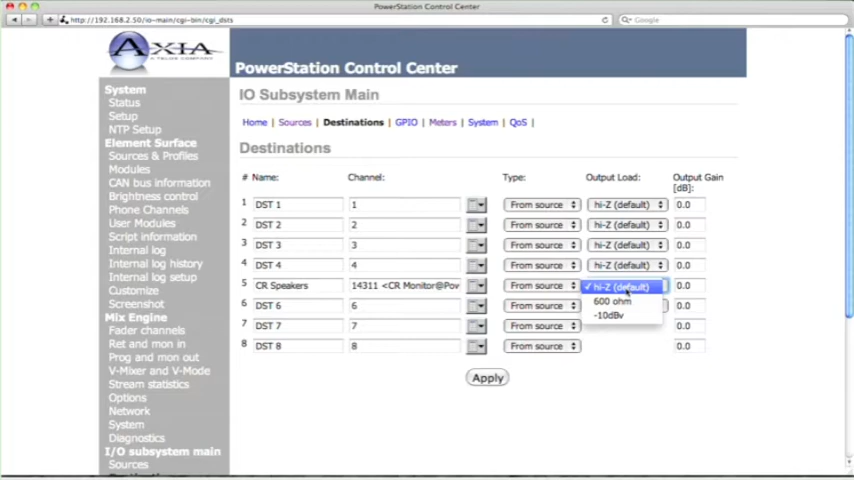 PowerStation Control Center
http://192.168.2.50/io-main/cgi-bin/cgi_dsts
Google
AXIA
A TELOS COMPANY
PowerStation Control Center
System
Status
Setup
NTP Setup
Element Surface
Sources & Profiles
Modules
CAN bus information
Brightness control
Phone Channels
User Modules
Script information
Internal log
Internal log history
Internal log setup
Customize
Screenshot
Mix Engine
Fader channels
Ret and mon in
Prog and mon out
V-Mixer and V-Mode
Stream statistics
Options
Network
System
Diagnostics
I/O subsystem main
Sources
IO Subsystem Main
Home | Sources | Destinations | GPIO | Meters | System | QoS |
Destinations
# Name: Channel: Type: Output Load: Output Gain [dB]:
1 DST 1 1 From source hi-Z (default) 0.0
2 DST 2 2 From source hi-Z (default) 0.0
3 DST 3 3 From source hi-Z (default) 0.0
4 DST 4 4 From source hi-Z (default) 0.0
5 CR Speakers 14311 <CR Monitor@Pov From source ✓ hi-Z (default) 0.0
6 DST 6 6 From source 600 ohm 0.0
7 DST 7 7 From source -10dBv 0.0
8 DST 8 8 From source 0.0
Apply